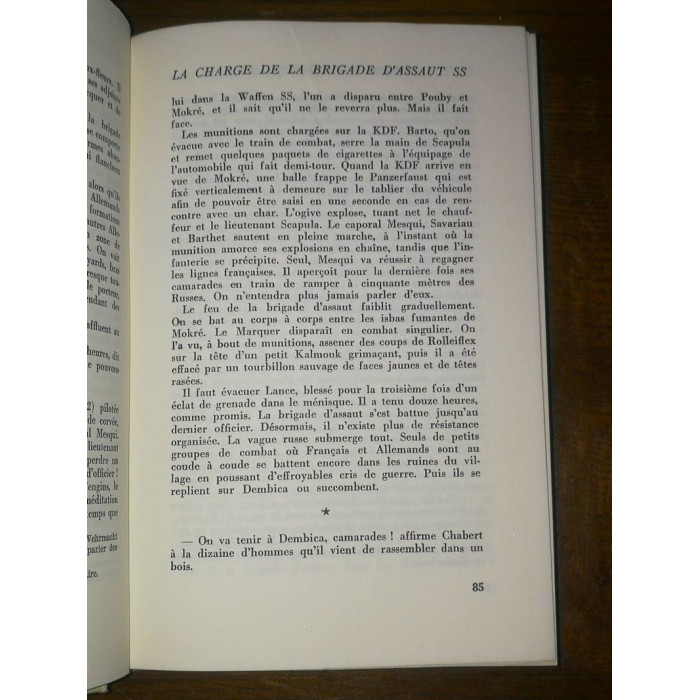 LA CHARGE DE LA BRIGADE D'ASSAUT SS
lui dans la Waffen SS, l'un a disparu entre Pouby et
Mokré, et il sait qu'il ne le reverra plus. Mais il fait
face.
Les munitions sont chargées sur la KDF. Barto, qu'on
évacue avec le train de combat, serre la main de Scapula
et remet quelques paquets de cigarettes à l'équipage de
l'automobile qui fait demi-tour. Quand la KDF arrive en
vue de Mokré, une balle frappe le Panzerfaust qui est
fixé verticalement à demeure sur le tablier du véhicule
afin de pouvoir être saisi en une seconde en cas de ren-
contre avec un char. L'ogive explose, tuant net le chauf-
feur et le lieutenant Scapula. Le caporal Mesqui, Savariau
et Barthet sautent en pleine marche, à l'instant où la
munition amorce ses explosions en chaîne, tandis que l'in-
fanterie se précipite. Seul, Mesqui va réussir à regagner
les lignes françaises. Il aperçoit pour la dernière fois ses
camarades en train de ramper à cinquante mètres des
Russes. On n'entendra plus jamais parler d'eux.
Le feu de la brigade d'assaut faiblit graduellement.
On se bat au corps à corps entre les isbas fumantes de
Mokré. Le Marquer disparaît en combat singulier. On
l'a vu, à bout de munitions, assener des coups de Rolleiflex
sur la tête d'un petit Kalmouk grimaçant, puis il a été
effacé par un tourbillon sauvage de faces jaunes et de têtes
rasées.
Il faut évacuer Lance, blessé pour la troisième fois d'un
éclat de grenade dans le ménisque. Il a tenu douze heures,
comme promis. La brigade d'assaut s'est battue jusqu'au
dernier officier. Désormais, il n'existe plus de résistance
organisée. La vague russe submerge tout. Seuls de petits
groupes de combat où Français et Allemands sont au
coude à coude se battent encore dans les ruines du vil-
lage en poussant d'effroyables cris de guerre. Puis ils se
replient sur Dembica ou succombent.
*
— On va tenir à Dembica, camarades ! affirme Chabert
à la dizaine d'hommes qu'il vient de rassembler dans un
bois.
85